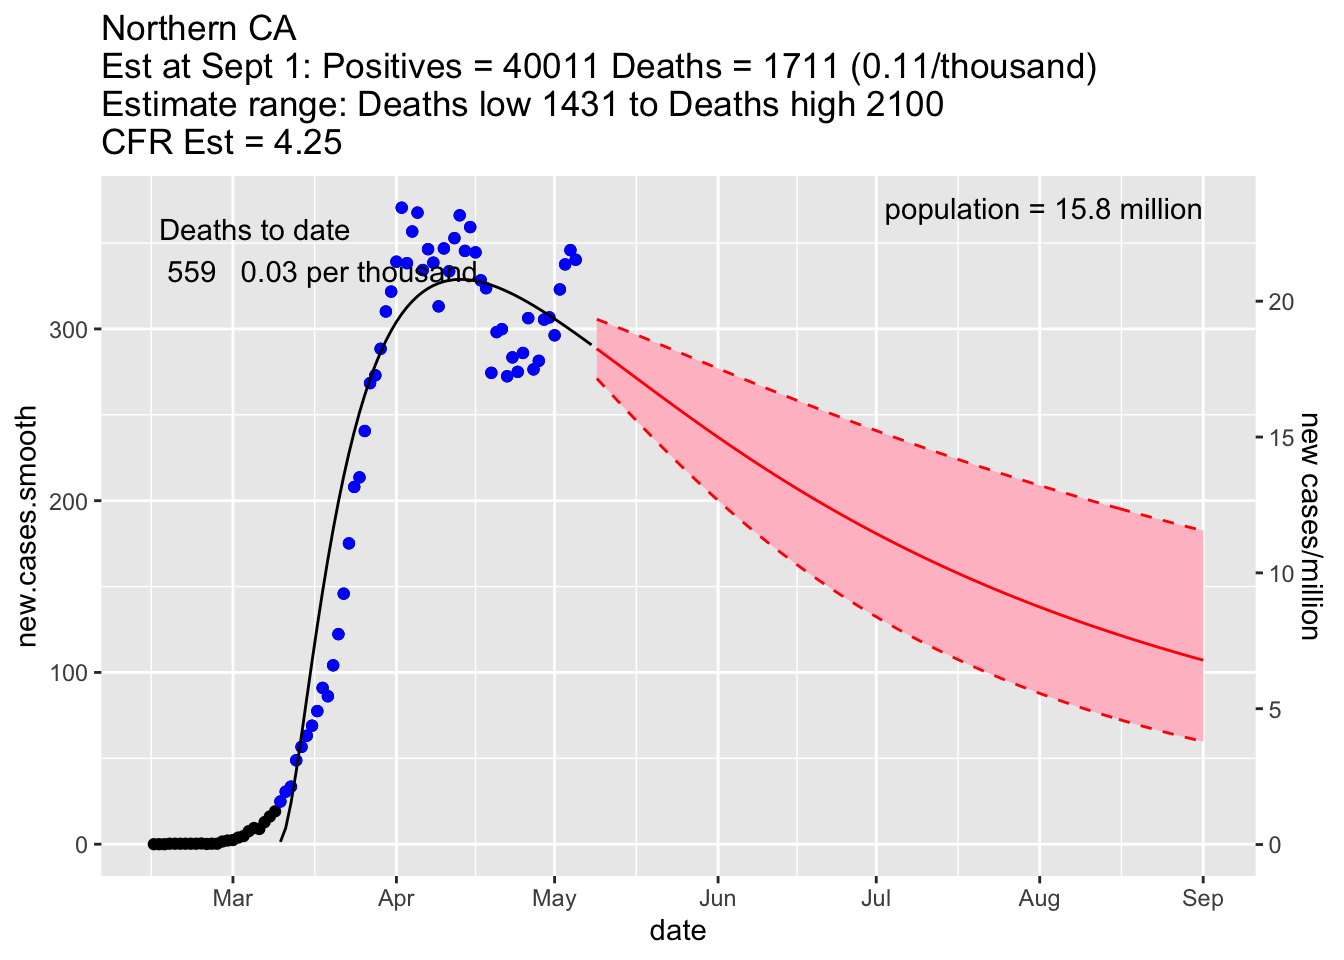 Northern CA
Est at Sept 1: Positives = 40011 Deaths = 1711 (0.11/thousand)
Estimate range: Deaths low 1431 to Deaths high 2100
CFR Est = 4.25
Deaths to date
559   0.03 per thousand
population = 15.8 million
new.cases.smooth
300
200
100
0
20
15
10
5
0
new cases/million
Mar Apr May Jun Jul Aug Sep
date